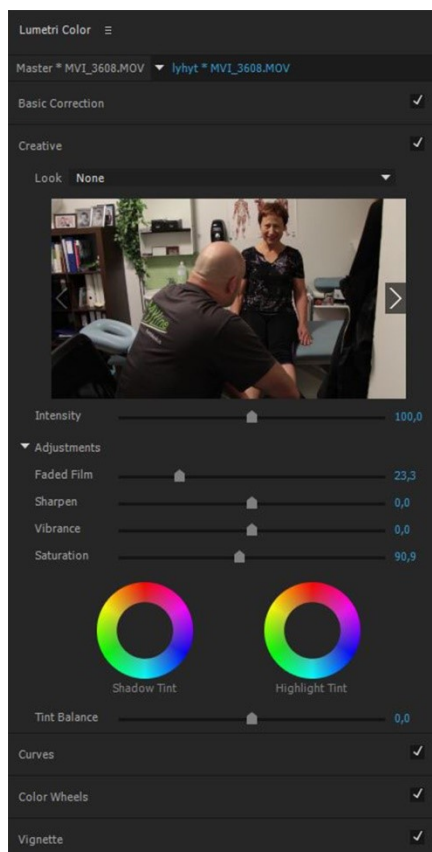 Lumetri Color
Master * MVI_3608.MOV lyhyt * MVI_3608.MOV
Basic Correction
Creative
Look None
Intensity 100,0
Adjustments
Faded Film 23,3
Sharpen 0,0
Vibrance 0,0
Saturation 90,9
Shadow Tint Highlight Tint
Tint Balance 0,0
Curves
Color Wheels
Vignette